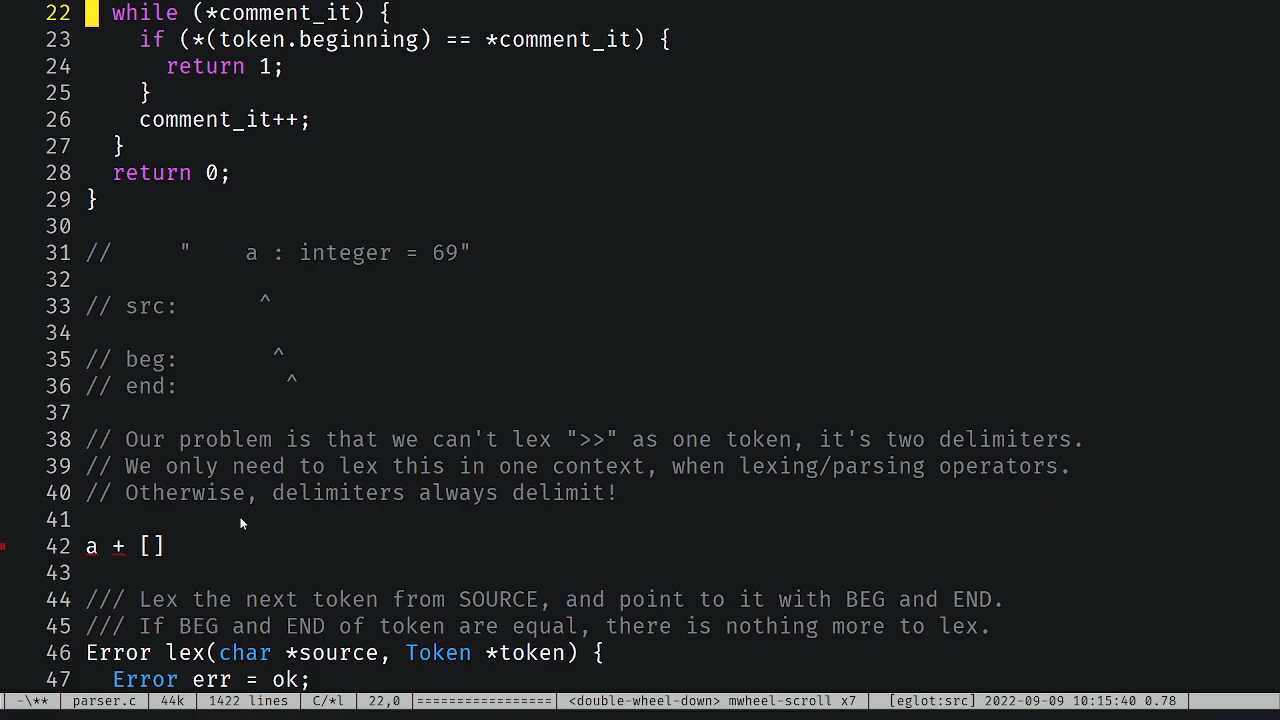 22   while (*comment_it) {
23     if (*(token.beginning) == *comment_it) {
24       return 1;
25     }
26     comment_it++;
27   }
28   return 0;
29 }
30
31 //     "    a : integer = 69"
32
33 // src:      ^
34
35 // beg:       ^
36 // end:        ^
37
38 // Our problem is that we can't lex ">>" as one token, it's two delimiters.
39 // We only need to lex this in one context, when lexing/parsing operators.
40 // Otherwise, delimiters always delimit!
41
42 a + []
43
44 /// Lex the next token from SOURCE, and point to it with BEG and END.
45 /// If BEG and END of token are equal, there is nothing more to lex.
46 Error lex(char *source, Token *token) {
47   Error err = ok;
-\** parser.c 44k 1422 lines C/*l 22,0 ================= <double-wheel-down> mwheel-scroll x7 [eglot:src] 2022-09-09 10:15:40 0.78